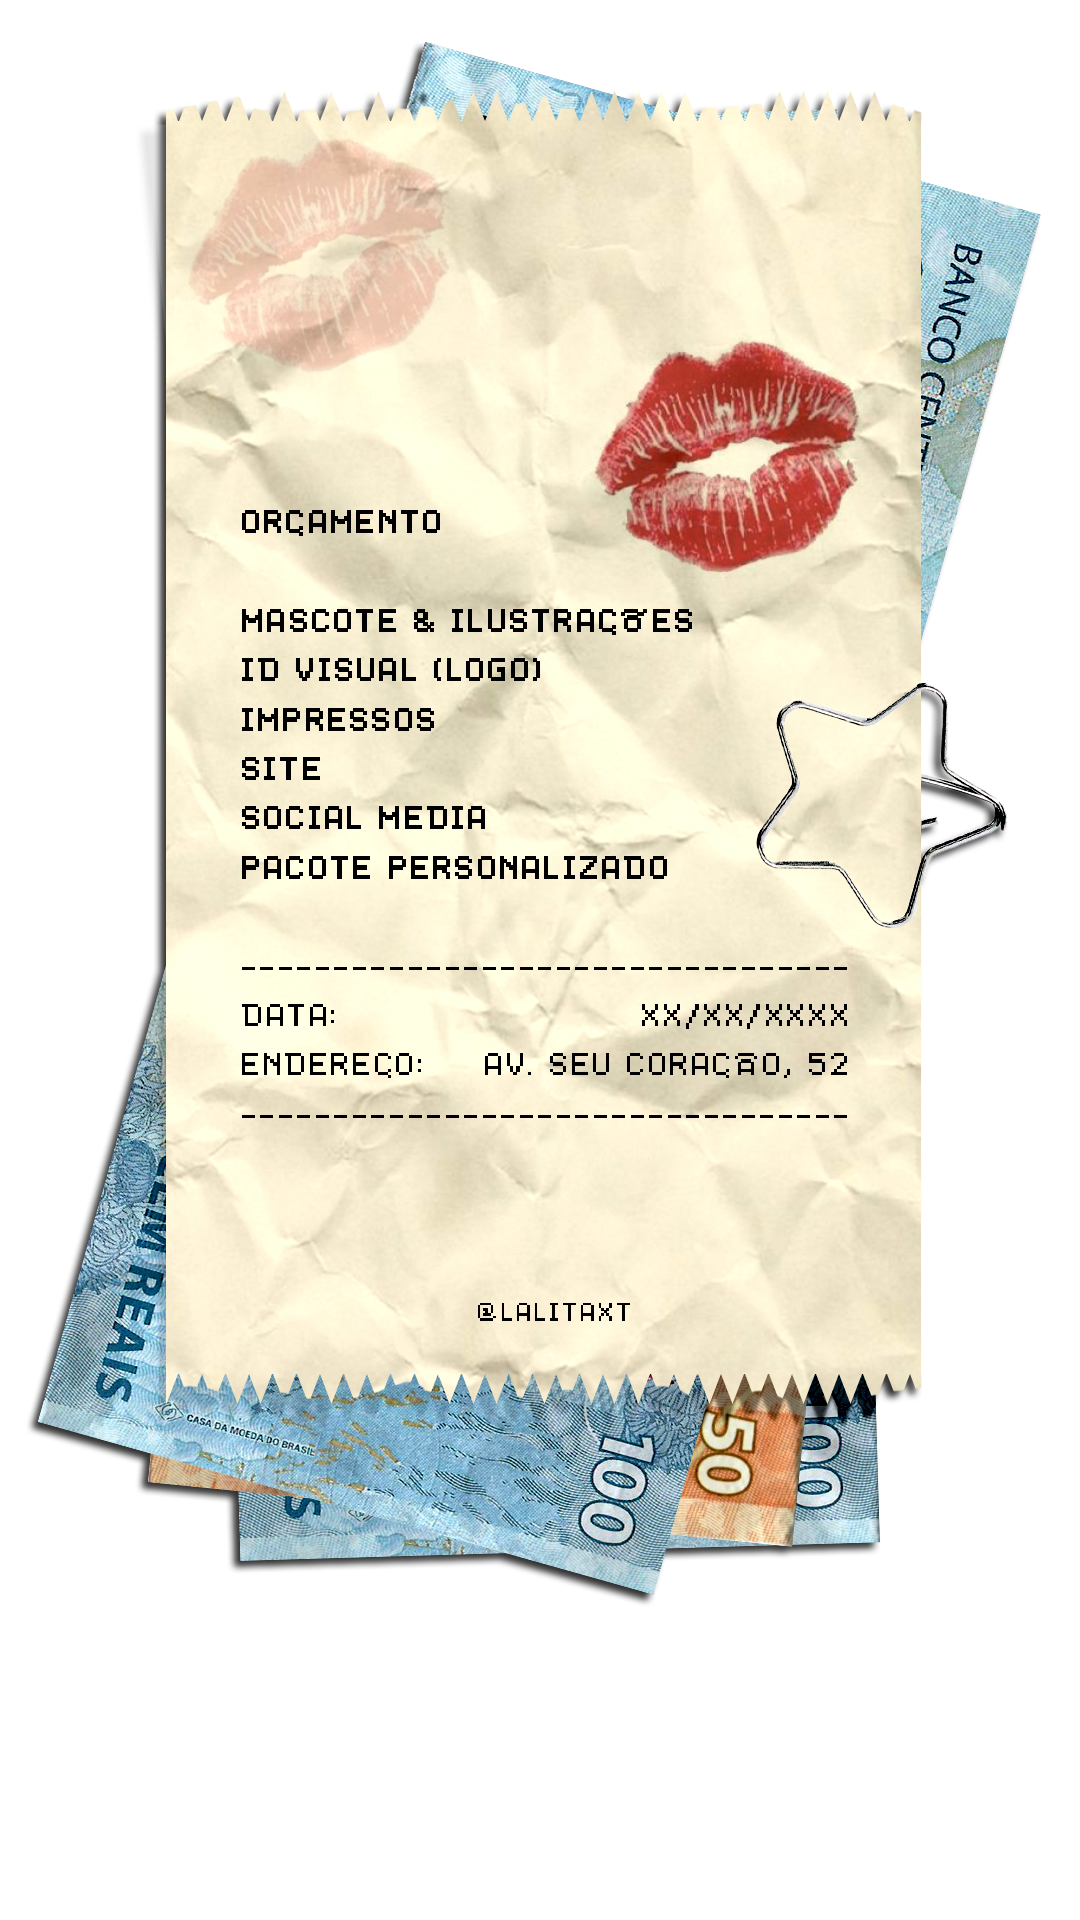 BANCO CENT
ORÇAMENTO
MASCOTE & ILUSTRAÇÕES
ID VISUAL (LOGO)
IMPRESSOS
SITE
SOCIAL MEDIA
PACOTE PERSONALIZADO
DATA: XX/XX/XXXX
ENDEREÇO: AV. SEU CORAÇÃO, 52
@LALITAXT
CEM REAIS
CASA DA MOEDA DO BRASIL
100
50
100